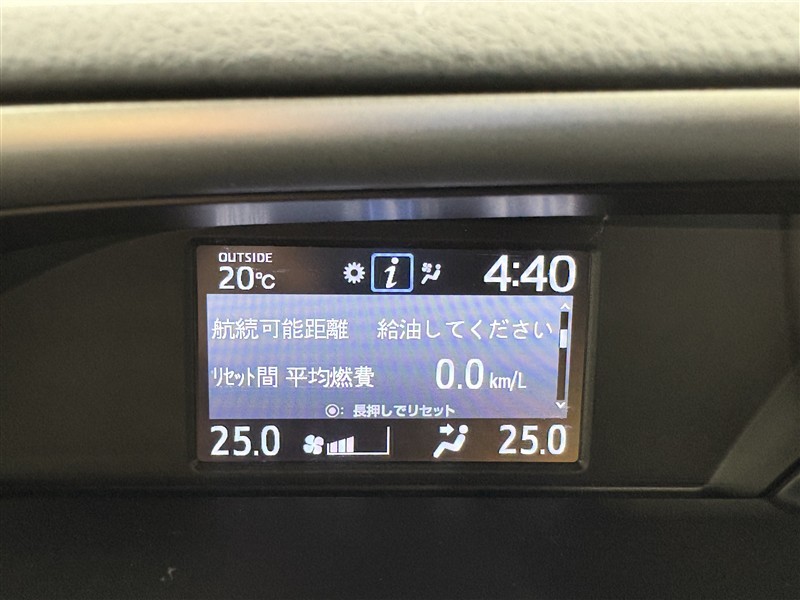 OUTSIDE
20℃ i 4:40
航続可能距離 給油してください
ﾘｾｯﾄ間 平均燃費 0.0 km/L
◉: 長押しでリセット
25.0 25.0